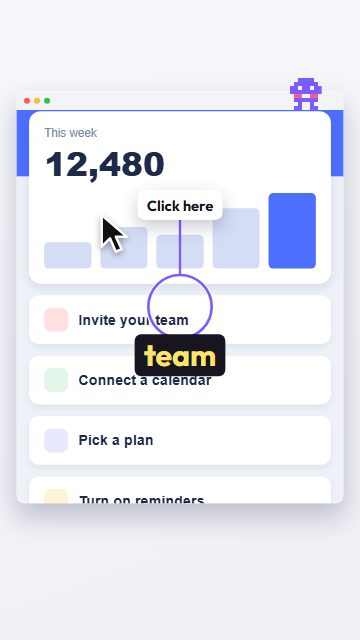 This week
12,480
Click here
Invite your team
team
Connect a calendar
Pick a plan
Turn on reminders